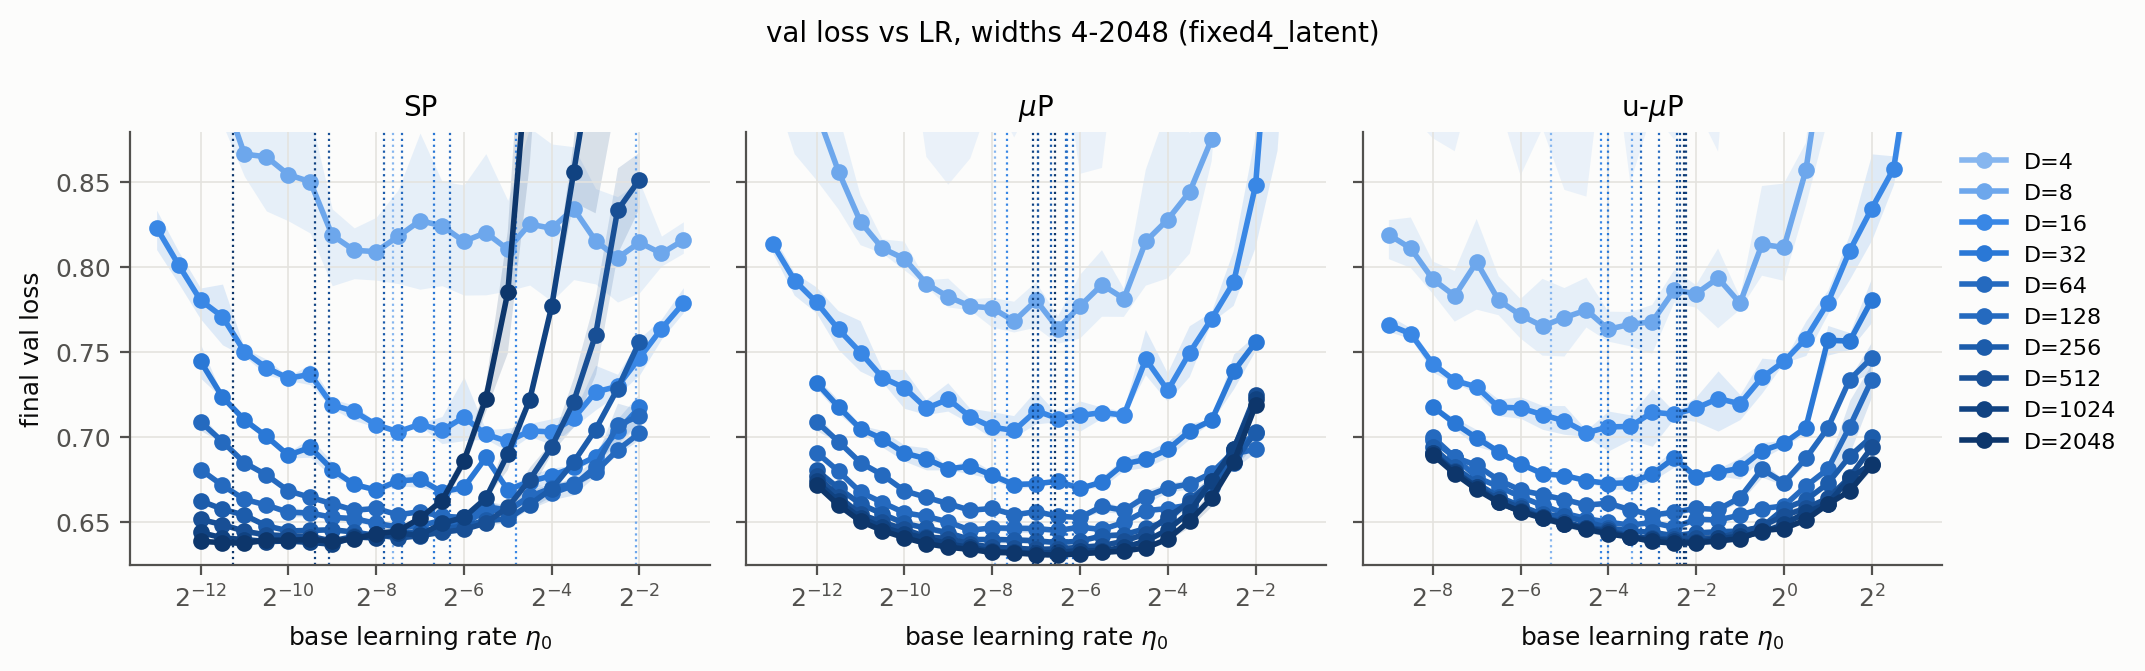 val loss vs LR, widths 4-2048 (fixed4_latent)
SP
μP
u-μP
final val loss
0.85
0.80
0.75
0.70
0.65
2⁻¹² 2⁻¹⁰ 2⁻⁸ 2⁻⁶ 2⁻⁴ 2⁻²
2⁻¹² 2⁻¹⁰ 2⁻⁸ 2⁻⁶ 2⁻⁴ 2⁻²
2⁻⁸ 2⁻⁶ 2⁻⁴ 2⁻² 2⁰ 2²
base learning rate η₀
base learning rate η₀
base learning rate η₀
D=4
D=8
D=16
D=32
D=64
D=128
D=256
D=512
D=1024
D=2048